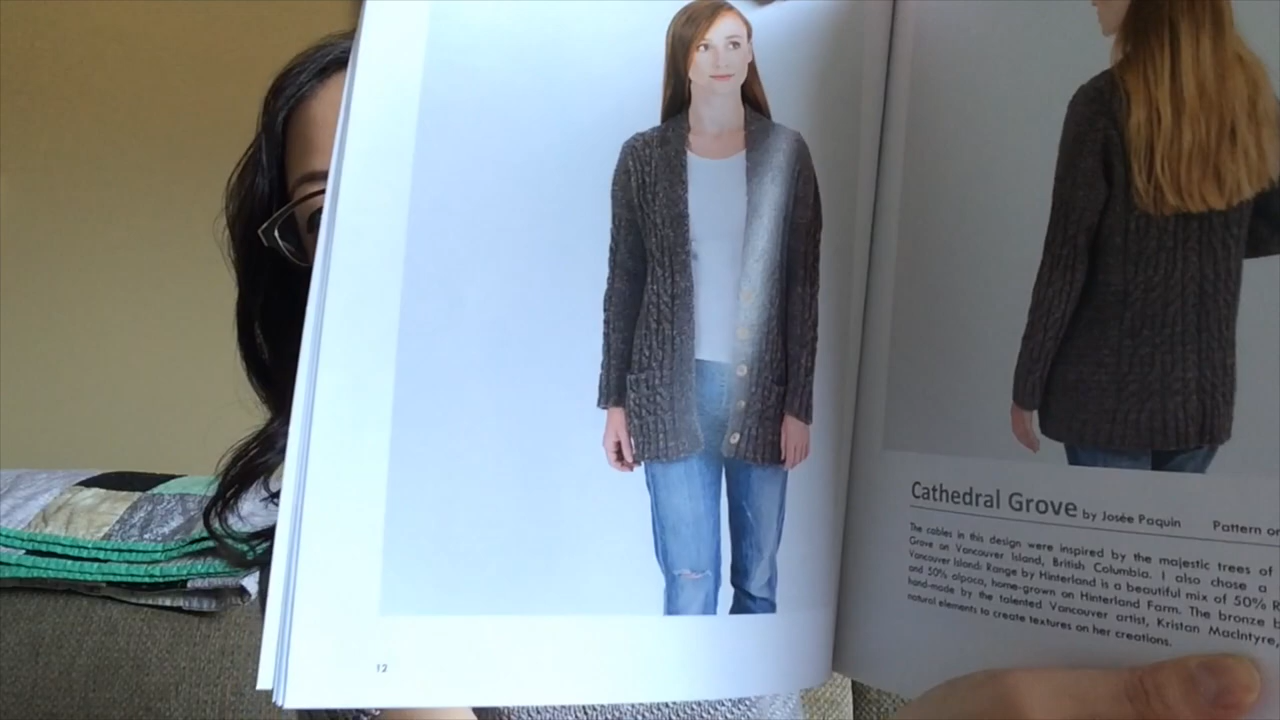 12
Cathedral Grove by Josée Paquin Pattern on
The cables in this design were inspired by the majestic trees of
Grove on Vancouver Island, British Columbia. I also chose a
Vancouver Island: Range by Hinterland is a beautiful mix of 50% R
and 50% alpaca, home-grown on Hinterland Farm. The bronze b
hand-made by the talented Vancouver artist, Kristan MacIntyre,
natural elements to create textures on her creations.